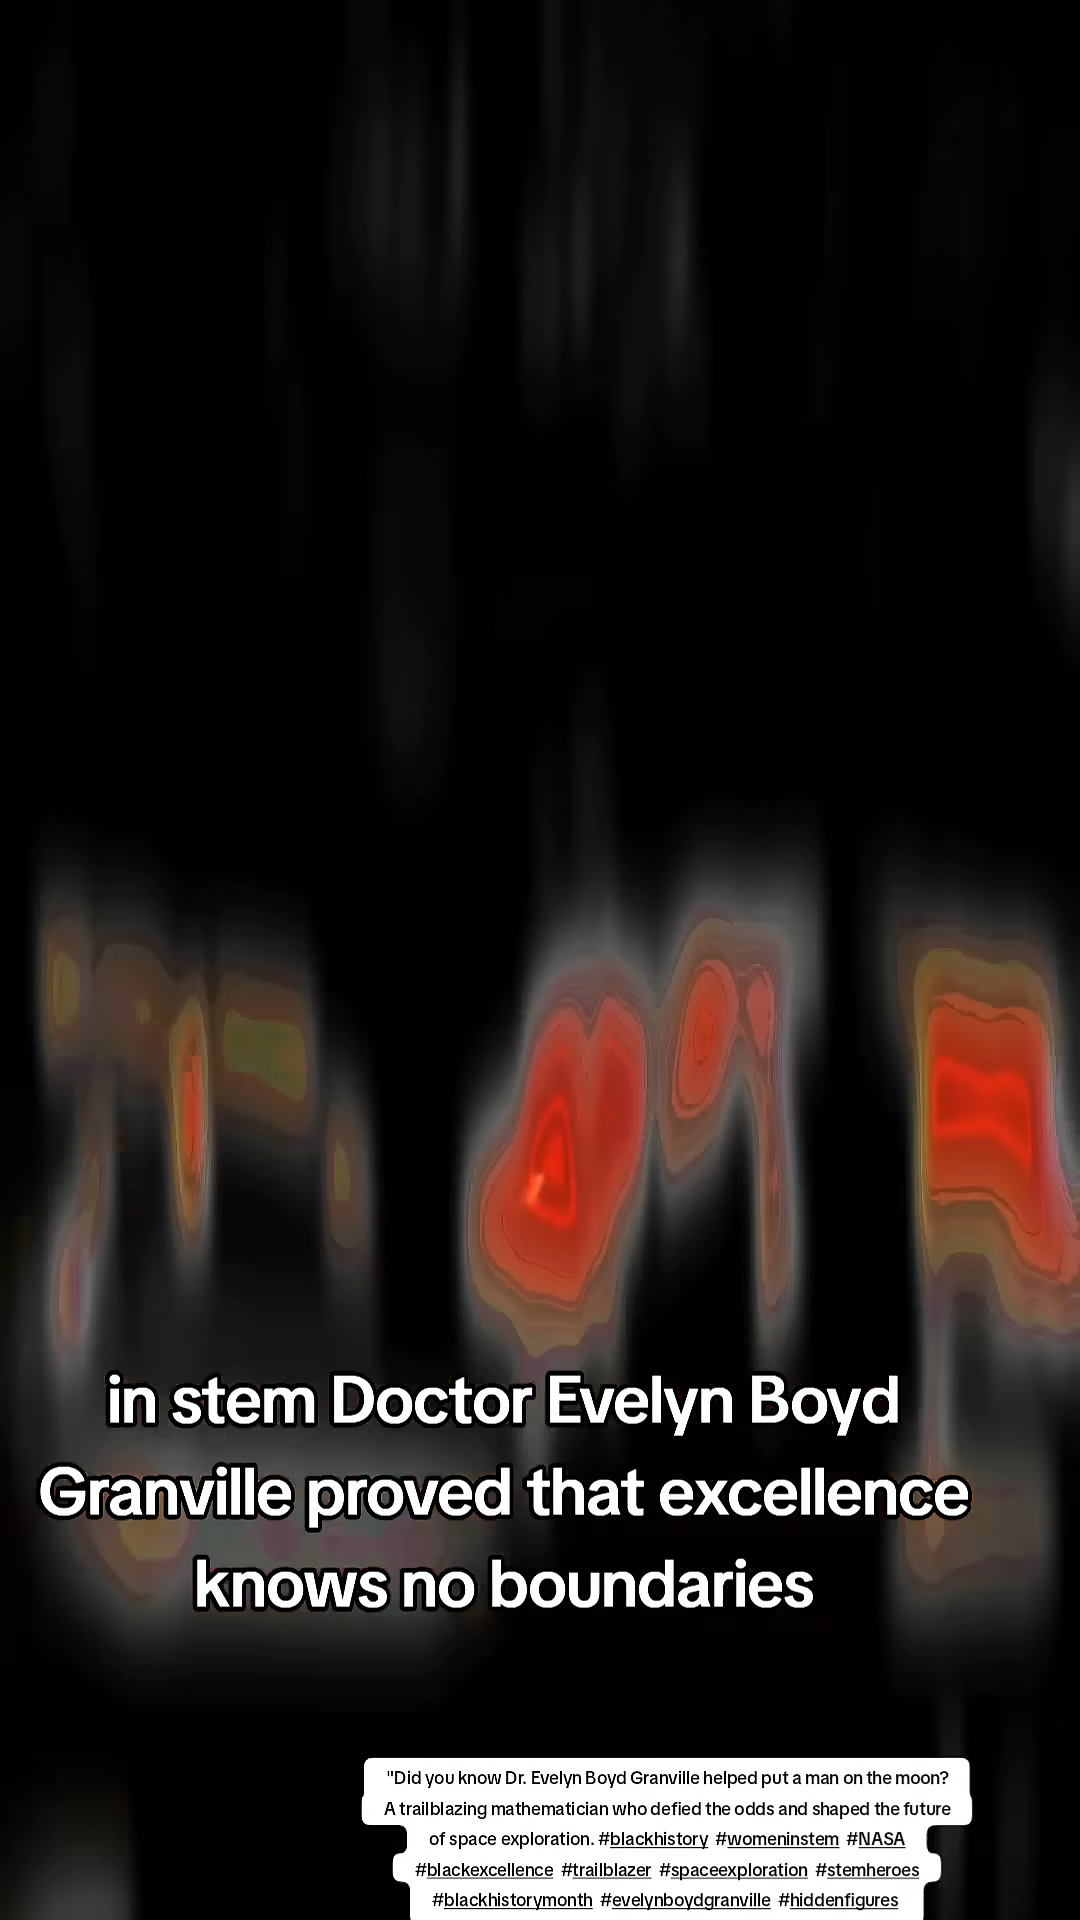 in stem Doctor Evelyn Boyd
Granville proved that excellence
knows no boundaries
"Did you know Dr. Evelyn Boyd Granville helped put a man on the moon?
A trailblazing mathematician who defied the odds and shaped the future
of space exploration. #blackhistory #womeninstem #NASA
#blackexcellence #trailblazer #spaceexploration #stemheroes
#blackhistorymonth #evelynboydgranville #hiddenfigures